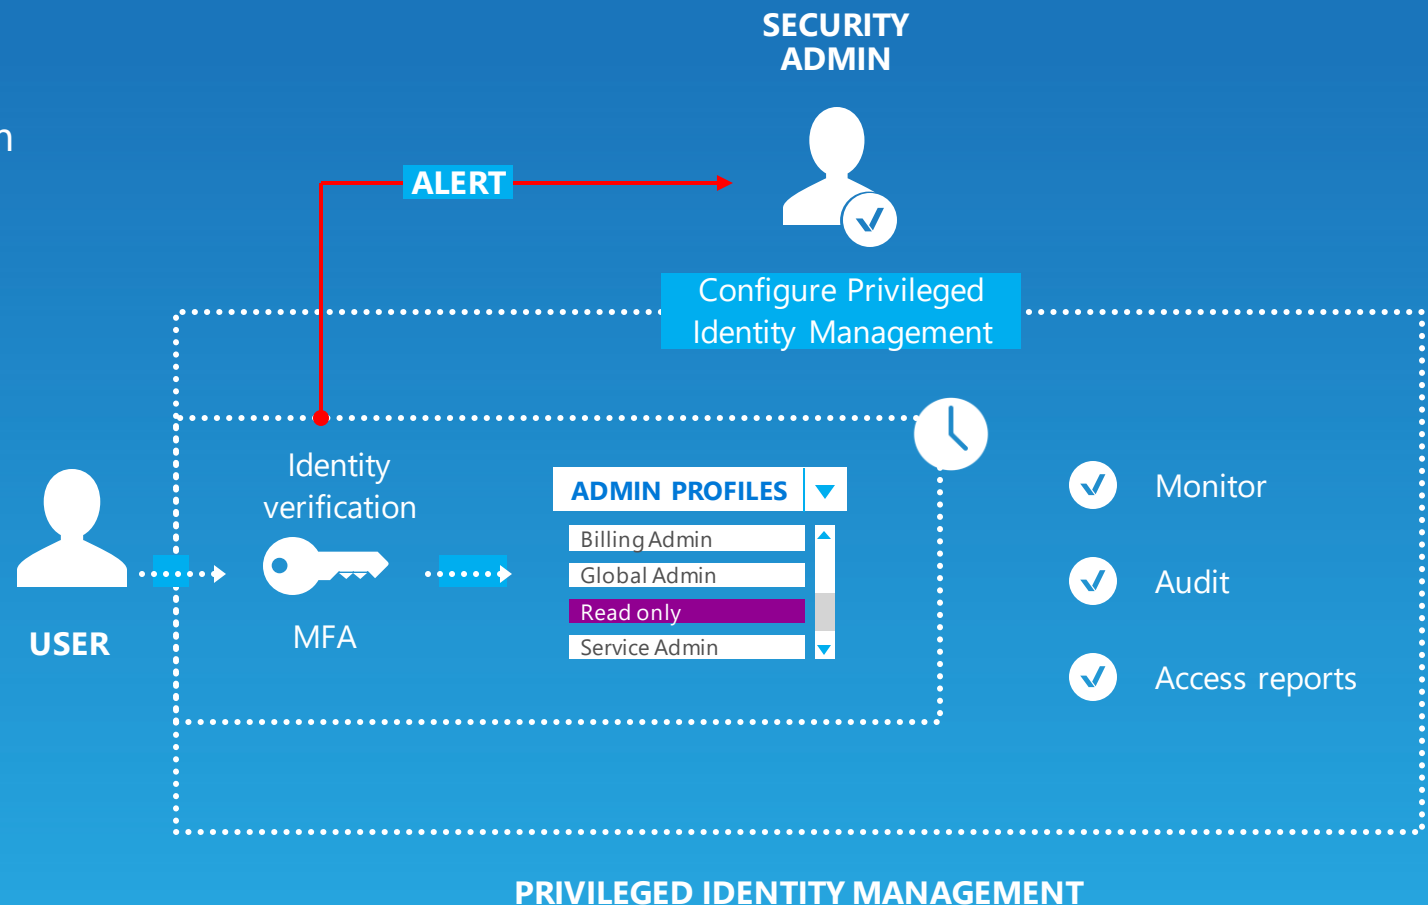 SECURITY
ADMIN
ALERT
Configure Privileged
Identity Management
Identity
verification
MFA
USER
ADMIN PROFILES
Billing Admin
Global Admin
Read only
Service Admin
Monitor
Audit
Access reports
PRIVILEGED IDENTITY MANAGEMENT